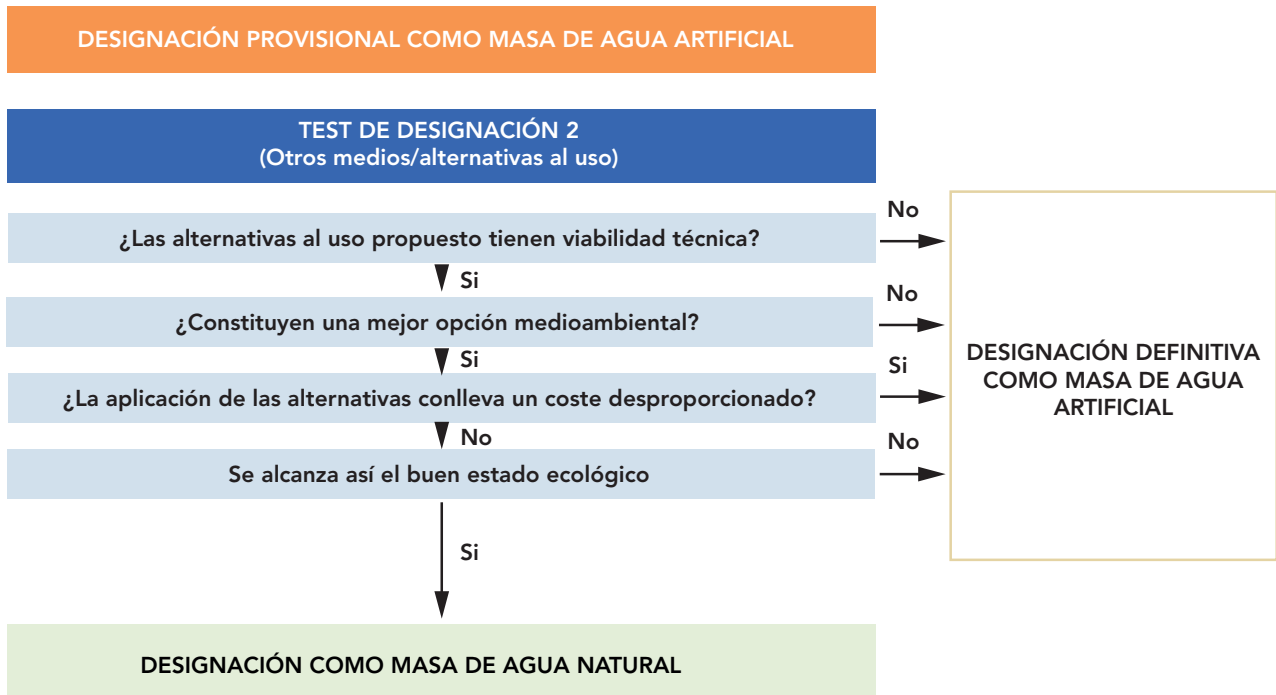 DESIGNACIÓN PROVISIONAL COMO MASA DE AGUA ARTIFICIAL
TEST DE DESIGNACIÓN 2
(Otros medios/alternativas al uso)
¿Las alternativas al uso propuesto tienen viabilidad técnica?
No
Si
¿Constituyen una mejor opción medioambiental?
No
Si
¿La aplicación de las alternativas conlleva un coste desproporcionado?
Si
No
Se alcanza así el buen estado ecológico
No
Si
DESIGNACIÓN DEFINITIVA
COMO MASA DE AGUA
ARTIFICIAL
DESIGNACIÓN COMO MASA DE AGUA NATURAL